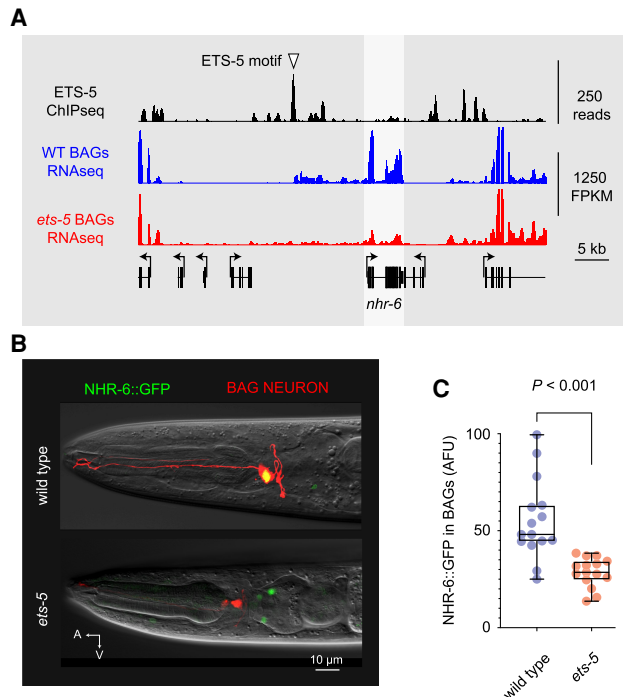 A
ETS-5 motif
ETS-5
ChIPseq
250
reads
WT BAGs
RNAseq
1250
FPKM
ets-5 BAGs
RNAseq
5 kb
nhr-6
B
NHR-6::GFP BAG NEURON
wild type
ets-5
A
V
10 µm
C
P < 0.001
NHR-6::GFP in BAGs (AFU)
100
50
0
wild type
ets-5